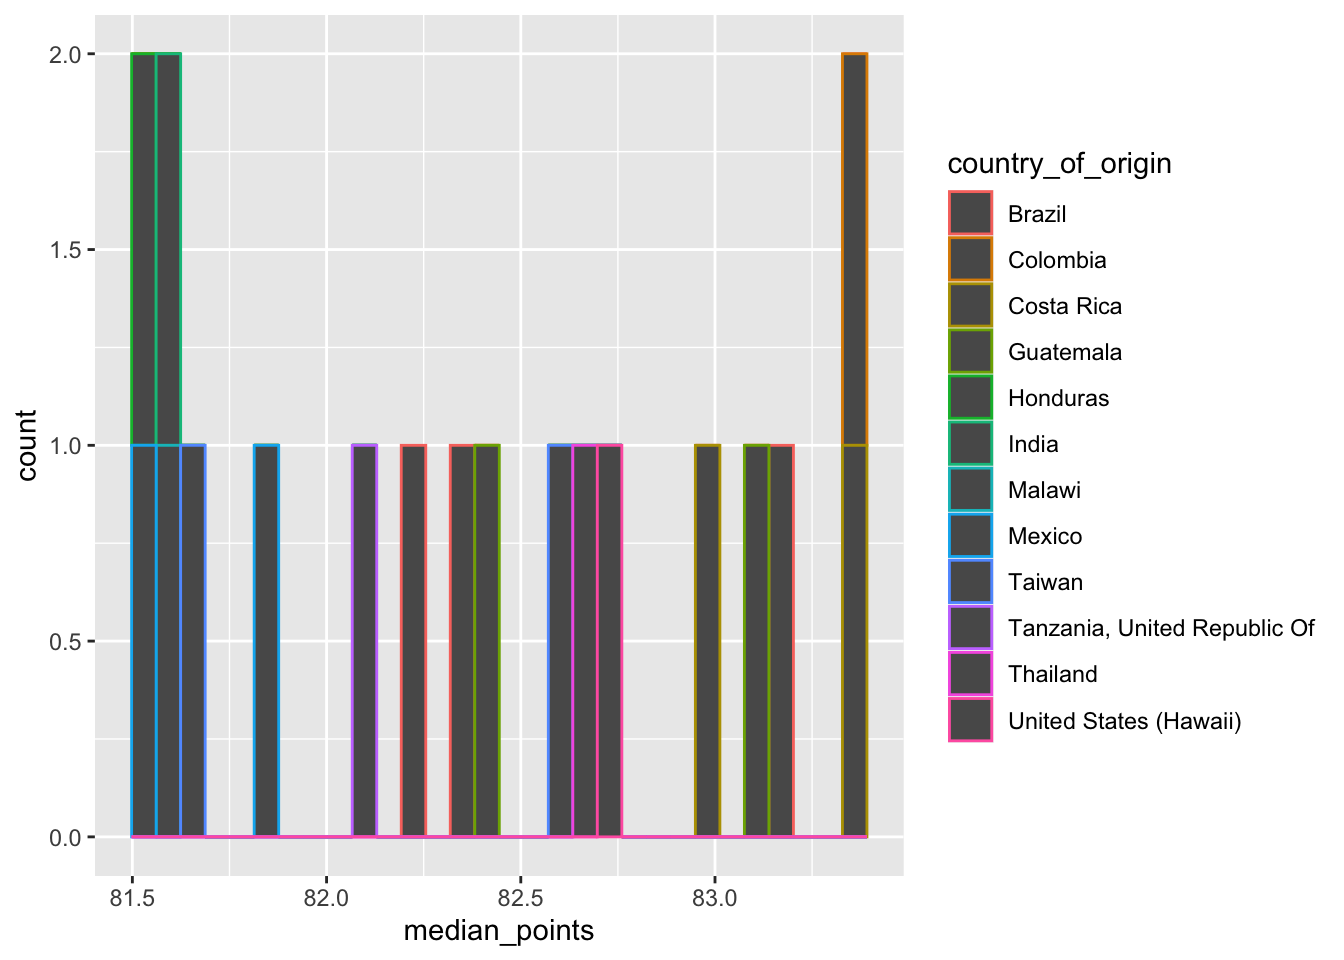 2.0
1.5
1.0
0.5
0.0
count
81.5 82.0 82.5 83.0
median_points
country_of_origin
Brazil
Colombia
Costa Rica
Guatemala
Honduras
India
Malawi
Mexico
Taiwan
Tanzania, United Republic Of
Thailand
United States (Hawaii)